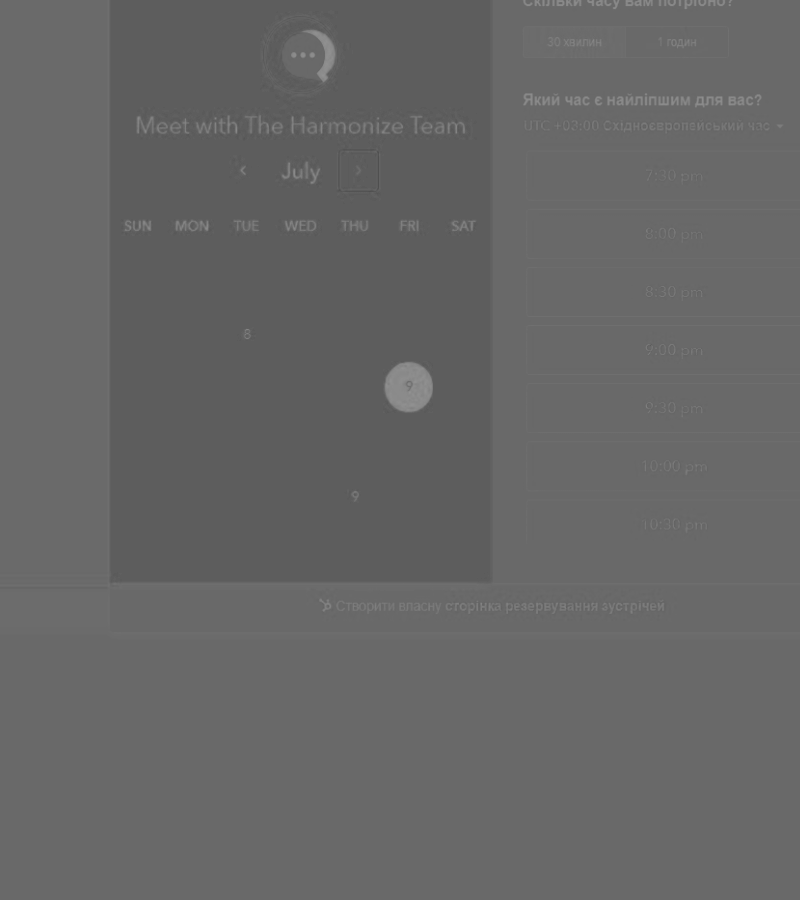 Скільки часу вам потрібно?
30 хвилин
1 годин
Meet with The Harmonize Team
July
SUN MON TUE WED THU FRI SAT
8
9
9
Який час є найліпшим для вас?
UTC +03:00 Східноєвропейський час
7:30 pm
8:00 pm
8:30 pm
9:00 pm
9:30 pm
10:00 pm
10:30 pm
Створити власну сторінка резервування зустрічей